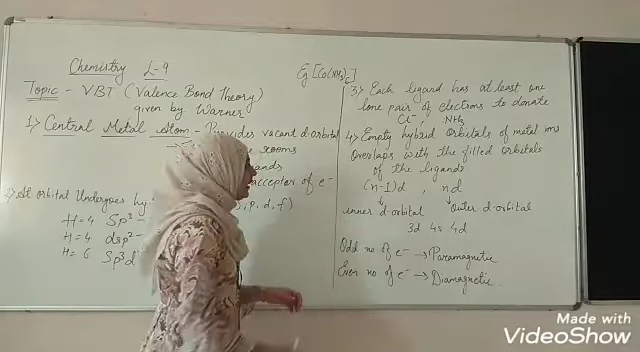 Chemistry L-9
Eg [Co(NH3)6]
Topic:- VBT (Valence Bond Theory)
given by Warner
1) Central Metal Atom - Provides vacant d-orbital
rooms
acceptor of e-
2) At orbital Undergoes hy
, p, d, f)
H=4 Sp3-
H=4 dsp2-
H=6 Sp3d
3) Each ligand has at least one
lone pair of electrons to donate
Cl-, NH3
4) Empty hybrid Orbitals of metal ions
Overlaps with the filled orbitals
of the ligands
(n-1)d , nd
inner d-orbital outer d-orbital
3d 4s 4d
Odd no of e- → Paramagnetic
Even no of e- → Diamagnetic.
Made with
VideoShow